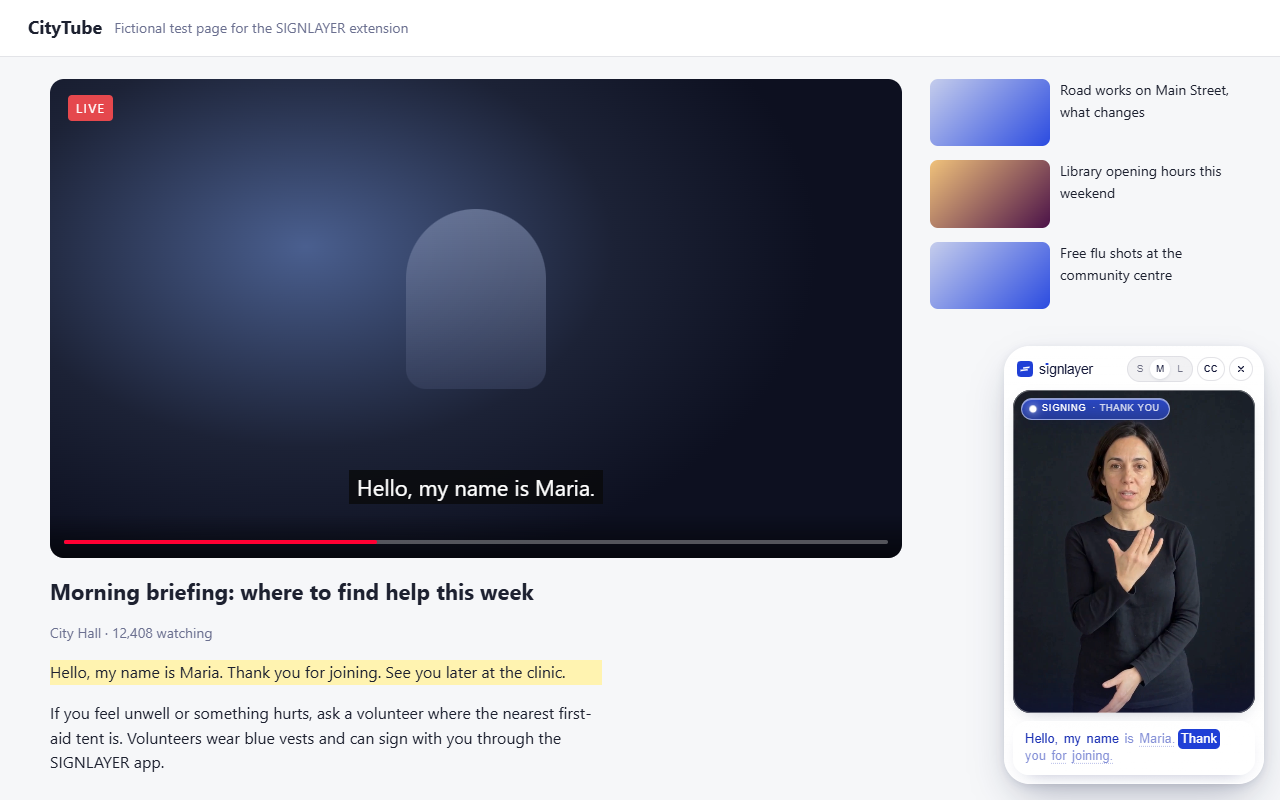 CityTube Fictional test page for the SIGNLAYER extension
LIVE
Hello, my name is Maria.
Morning briefing: where to find help this week
City Hall · 12,408 watching
Hello, my name is Maria. Thank you for joining. See you later at the clinic.
If you feel unwell or something hurts, ask a volunteer where the nearest first-
aid tent is. Volunteers wear blue vests and can sign with you through the
SIGNLAYER app.
Road works on Main Street,
what changes
Library opening hours this
weekend
Free flu shots at the
community centre
signlayer S M L CC ×
SIGNING · THANK YOU
Hello, my name is Maria. Thank
you for joining.